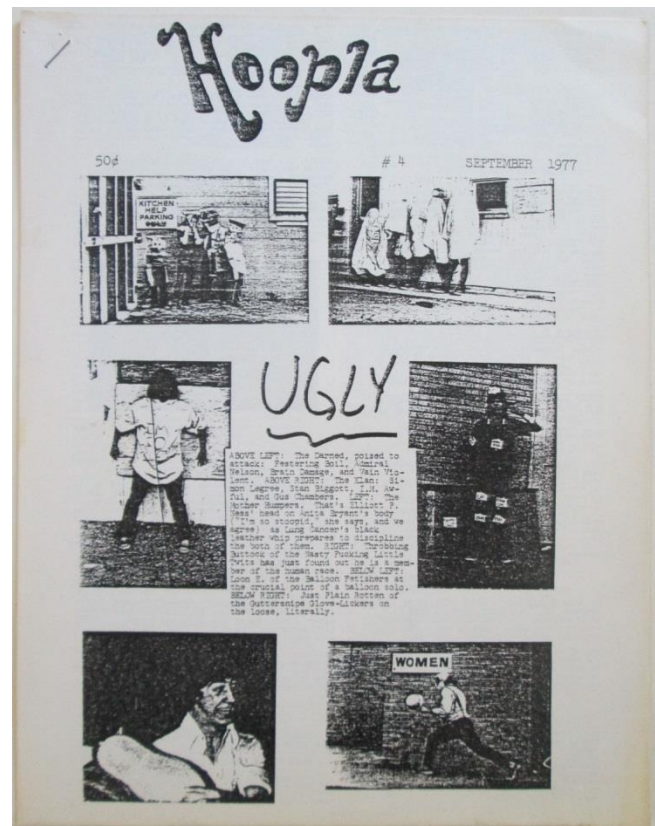 Hoopla
50¢ # 4 SEPTEMBER 1977
KITCHEN
HELP
PARKING
ONLY
UGLY
ABOVE LEFT: The Darned, poised to
attack: Festering Boil, Admiral
Nelson, Brain Damage, and Vain Vio-
lent. ABOVE RIGHT: The Klan: Si-
mon Legree, Stan Biggott, I.M. Aw-
ful, and Gus Chambers. LEFT: The
Mother Humpers. That's Elliott F.
Ness' head on Anita Bryant's body
("I'm so stoopid," she says, and we
agree) as Lung Cancer's black
leather whip prepares to discipline
the both of them. RIGHT: Throbbing
Buttock of the Nasty Fucking Little
Twits has just found out he is a mem-
ber of the human race. BELOW LEFT:
Loon E. of the Balloon Fetishers at
the crucial point of a balloon solo.
BELOW RIGHT: Just Plain Rotten of
the Guttersnipe Glove-Lickers on
the loose, literally.
WOMEN